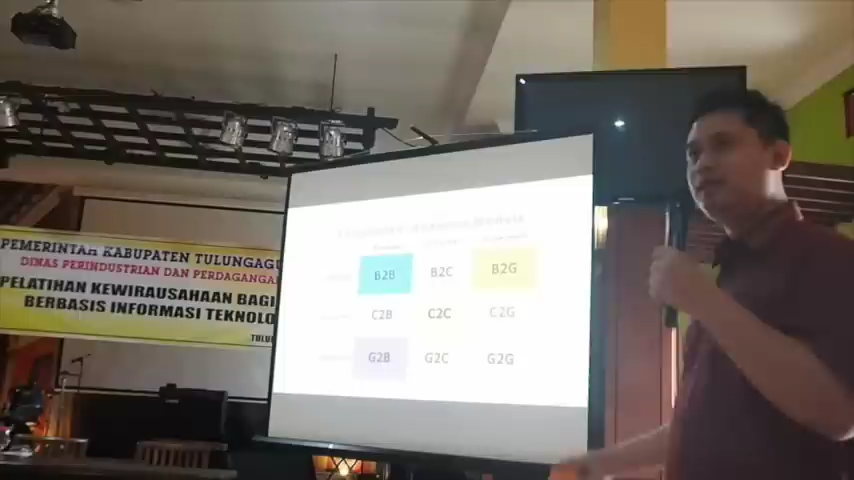 PEMERINTAH KABUPATEN TULUNGAGU
DINAS PERINDUSTRIAN DAN PERDAGANGAN
PELATIHAN KEWIRAUSAHAAN BAGI
BERBASIS INFORMASI TEKNOLO
TULU
B2B B2C B2G
C2B C2C C2G
G2B G2C G2G